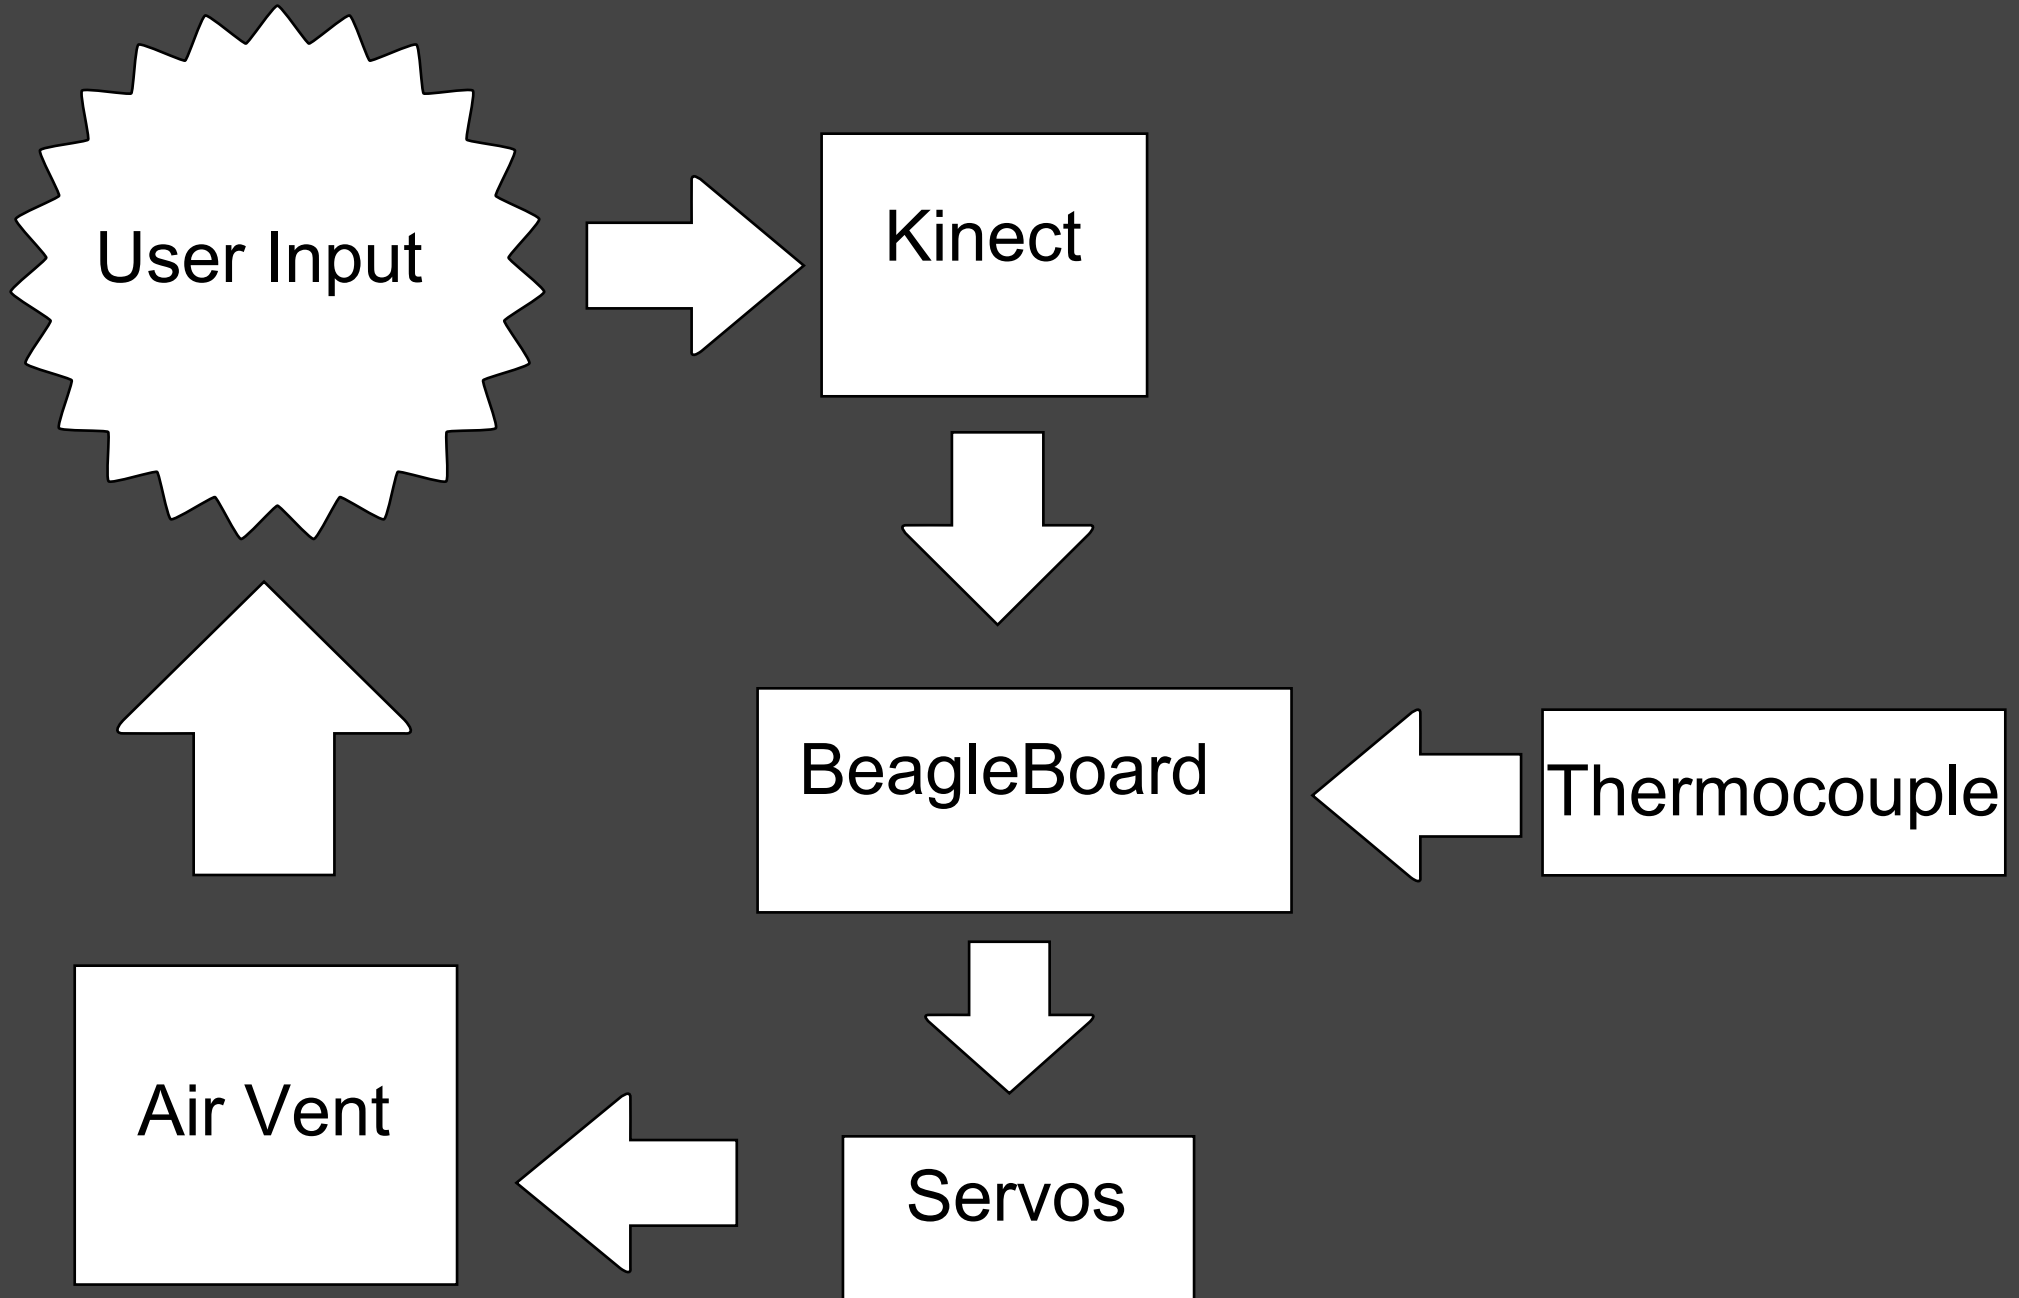 User Input
Kinect
BeagleBoard
Thermocouple
Air Vent
Servos